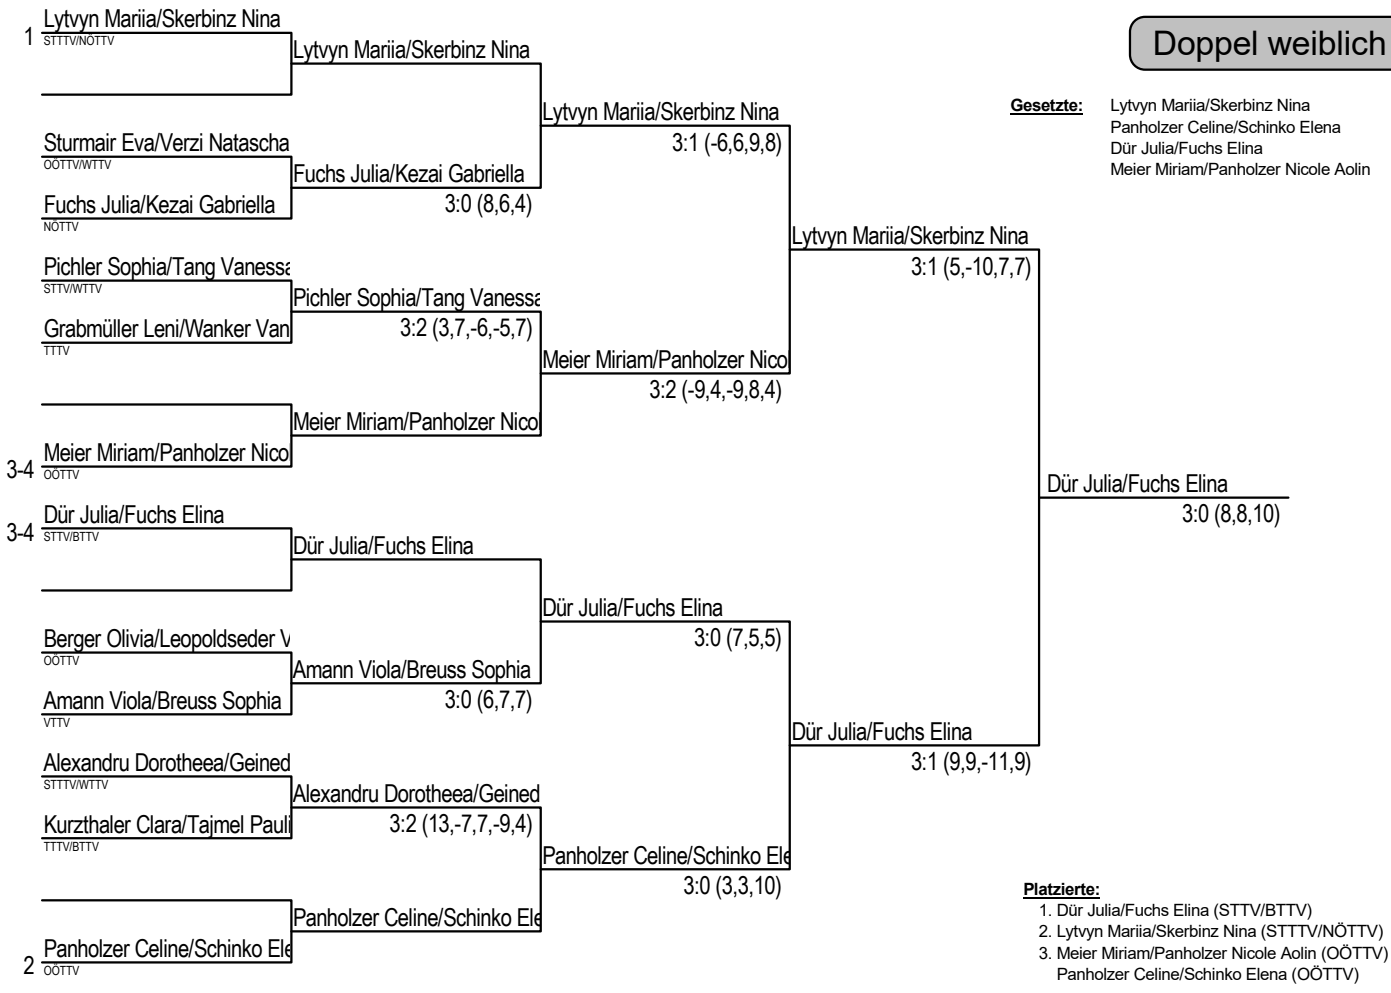 Doppel weiblich
Gesetzte: Lytvyn Mariia/Skerbinz Nina
Panholzer Celine/Schinko Elena
Dür Julia/Fuchs Elina
Meier Miriam/Panholzer Nicole Aolin
1 Lytvyn Mariia/Skerbinz Nina
STTTV/NÖTTV
Sturmair Eva/Verzi Natascha
OÖTTV/WTTV
Fuchs Julia/Kezai Gabriella
NÖTTV
Pichler Sophia/Tang Vanessa
STTV/WTTV
Grabmüller Leni/Wanker Van
TTTV
3-4 Meier Miriam/Panholzer Nicol
OÖTTV
3-4 Dür Julia/Fuchs Elina
STTV/BTTV
Berger Olivia/Leopoldseder V
OÖTTV
Amann Viola/Breuss Sophia
VTTV
Alexandru Dorotheea/Geined
STTTV/WTTV
Kurzthaler Clara/Tajmel Pauli
TTTV/BTTV
2 Panholzer Celine/Schinko Ele
OÖTTV
Lytvyn Mariia/Skerbinz Nina
Fuchs Julia/Kezai Gabriella
3:0 (8,6,4)
Pichler Sophia/Tang Vanessa
3:2 (3,7,-6,-5,7)
Meier Miriam/Panholzer Nicol
Dür Julia/Fuchs Elina
Amann Viola/Breuss Sophia
3:0 (6,7,7)
Alexandru Dorotheea/Geined
3:2 (13,-7,7,-9,4)
Panholzer Celine/Schinko Ele
Lytvyn Mariia/Skerbinz Nina
3:1 (-6,6,9,8)
Meier Miriam/Panholzer Nicol
3:2 (-9,4,-9,8,4)
Dür Julia/Fuchs Elina
3:0 (7,5,5)
Panholzer Celine/Schinko Ele
3:0 (3,3,10)
Lytvyn Mariia/Skerbinz Nina
3:1 (5,-10,7,7)
Dür Julia/Fuchs Elina
3:1 (9,9,-11,9)
Dür Julia/Fuchs Elina
3:0 (8,8,10)
Platzierte:
1. Dür Julia/Fuchs Elina (STTV/BTTV)
2. Lytvyn Mariia/Skerbinz Nina (STTTV/NÖTTV)
3. Meier Miriam/Panholzer Nicole Aolin (OÖTTV)
Panholzer Celine/Schinko Elena (OÖTTV)